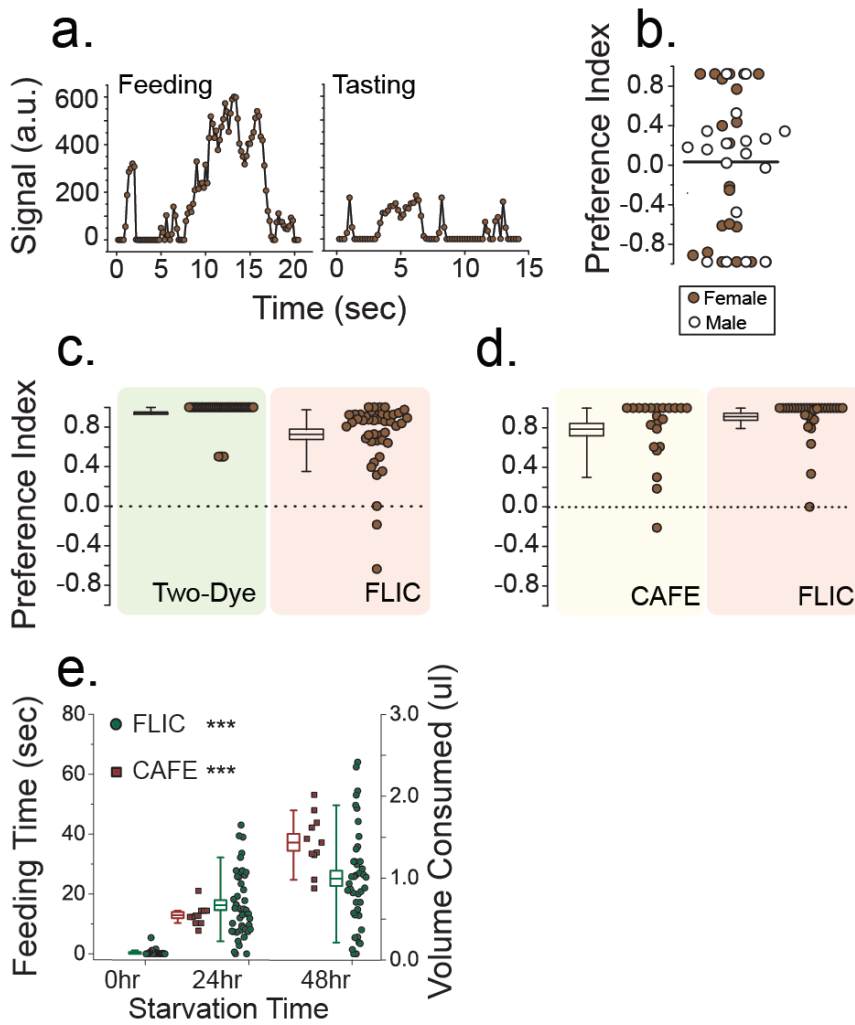 a.
Feeding
Tasting
Signal (a.u.)
600
400
200
0
0
5
10
15
20
0
5
10
15
Time (sec)
b.
Preference Index
0.8
0.4
0.0
-0.4
-0.8
Female
Male
c.
Preference Index
0.8
0.4
0.0
-0.4
-0.8
Two-Dye
FLIC
d.
0.8
0.4
0.0
-0.4
-0.8
CAFE
FLIC
e.
Feeding Time (sec)
80
60
40
20
0
FLIC ***
CAFE ***
3.0
2.0
1.0
0.0
Volume Consumed (ul)
0hr 24hr 48hr
Starvation Time